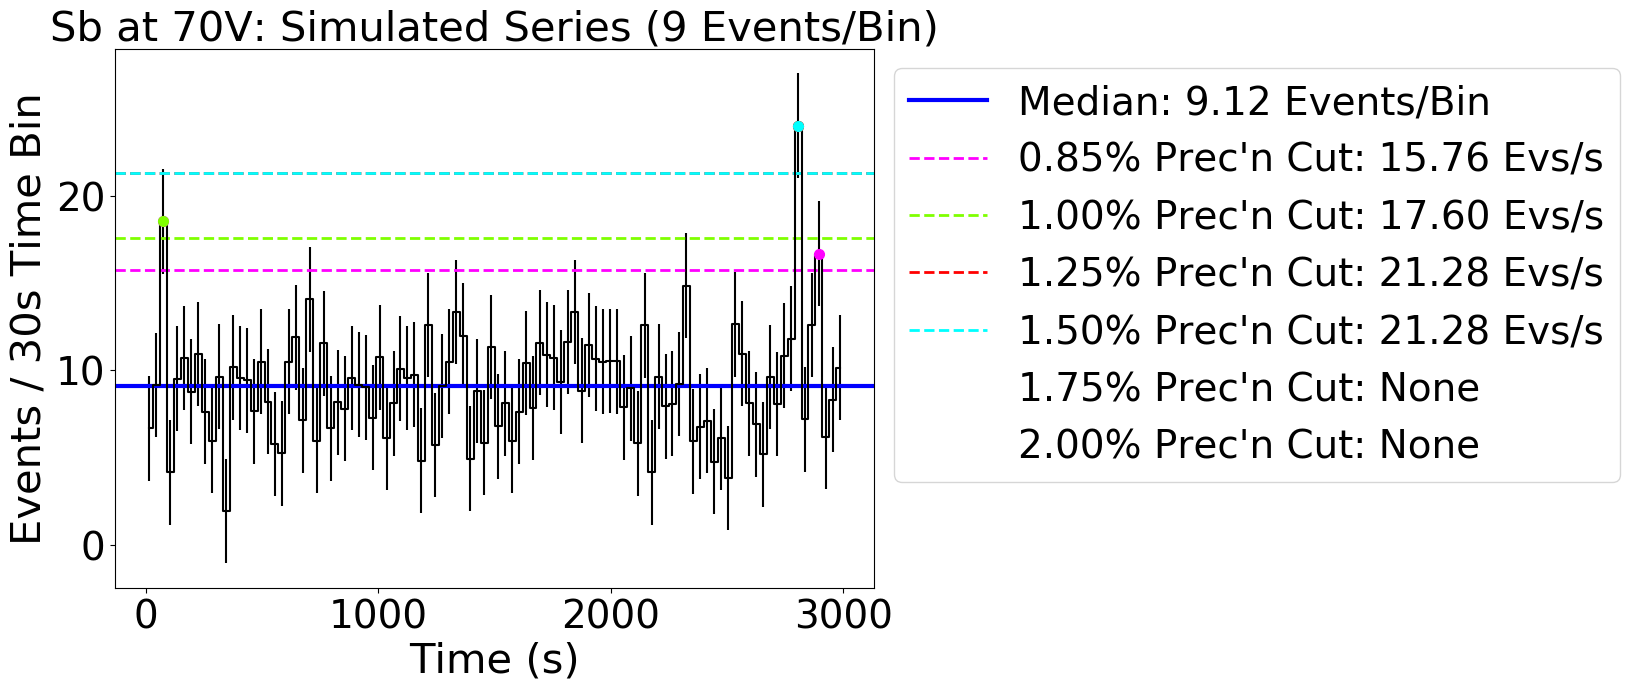 Sb at 70V: Simulated Series (9 Events/Bin)
Events / 30s Time Bin
20
10
0
0 1000 2000 3000
Time (s)
Median: 9.12 Events/Bin
0.85% Prec'n Cut: 15.76 Evs/s
1.00% Prec'n Cut: 17.60 Evs/s
1.25% Prec'n Cut: 21.28 Evs/s
1.50% Prec'n Cut: 21.28 Evs/s
1.75% Prec'n Cut: None
2.00% Prec'n Cut: None